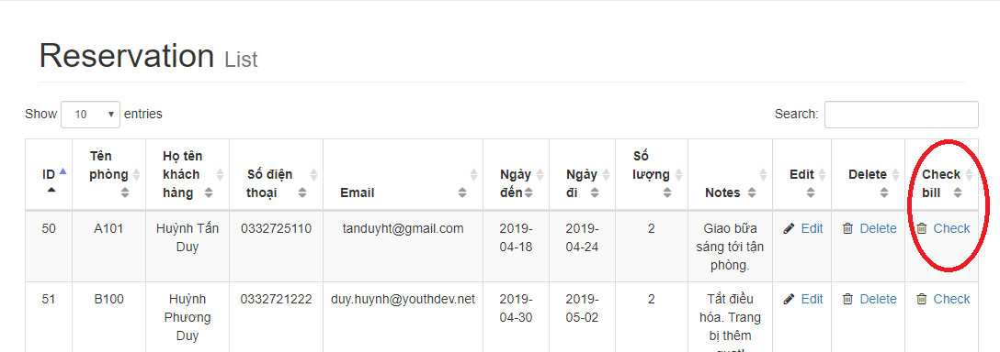 Reservation List
Show 10 entries Search:
ID Tên phòng Họ tên khách hàng Số điện thoại Email Ngày đến Ngày đi Số lượng Notes Edit Delete Check bill
50 A101 Huỳnh Tấn Duy 0332725110 tanduyht@gmail.com 2019-04-18 2019-04-24 2 Giao bữa sáng tới tận phòng. Edit Delete Check
51 B100 Huỳnh Phương Duy 0332721222 duy.huynh@youthdev.net 2019-04-30 2019-05-02 2 Tắt điều hóa. Trang bị thêm Edit Delete Check